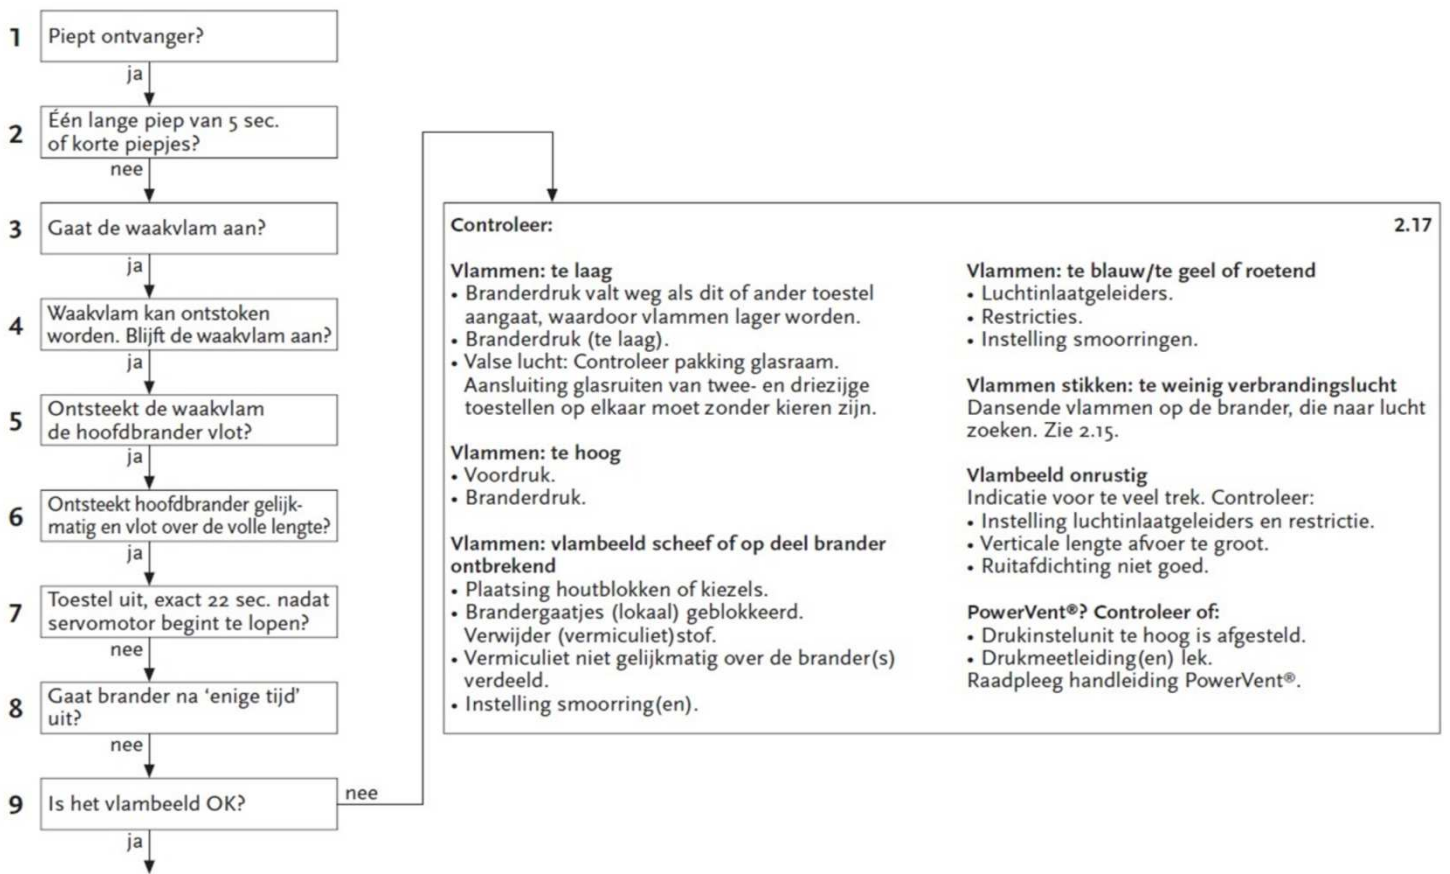 1 Piept ontvanger?
ja
2 Één lange piep van 5 sec.
of korte piepjes?
nee
3 Gaat de waakvlam aan?
ja
4 Waakvlam kan ontstoken
worden. Blijft de waakvlam aan?
ja
5 Ontsteekt de waakvlam
de hoofdbrander vlot?
ja
6 Ontsteekt hoofdbrander gelijk-
matig en vlot over de volle lengte?
ja
7 Toestel uit, exact 22 sec. nadat
servomotor begint te lopen?
nee
8 Gaat brander na ‘enige tijd’
uit?
nee
9 Is het vlambeeld OK?
nee
ja
Controleer: 2.17
Vlammen: te laag
• Branderdruk valt weg als dit of ander toestel
aangaat, waardoor vlammen lager worden.
• Branderdruk (te laag).
• Valse lucht: Controleer pakking glasraam.
Aansluiting glasruiten van twee- en driezijge
toestellen op elkaar moet zonder kieren zijn.
Vlammen: te hoog
• Voordruk.
• Branderdruk.
Vlammen: vlambeeld scheef of op deel brander
ontbrekend
• Plaatsing houtblokken of kiezels.
• Brandergaatjes (lokaal) geblokkeerd.
Verwijder (vermiculiet)stof.
• Vermiculiet niet gelijkmatig over de brander(s)
verdeeld.
• Instelling smoorring(en).
Vlammen: te blauw/te geel of roetend
• Luchtinlaatgeleiders.
• Restricties.
• Instelling smoorringen.
Vlammen stikken: te weinig verbrandingslucht
Dansende vlammen op de brander, die naar lucht
zoeken. Zie 2.15.
Vlambeeld onrustig
Indicatie voor te veel trek. Controleer:
• Instelling luchtinlaatgeleiders en restrictie.
• Verticale lengte afvoer te groot.
• Ruitafdichting niet goed.
PowerVent®? Controleer of:
• Drukinstelunit te hoog is afgesteld.
• Drukmeetleiding(en) lek.
Raadpleeg handleiding PowerVent®.